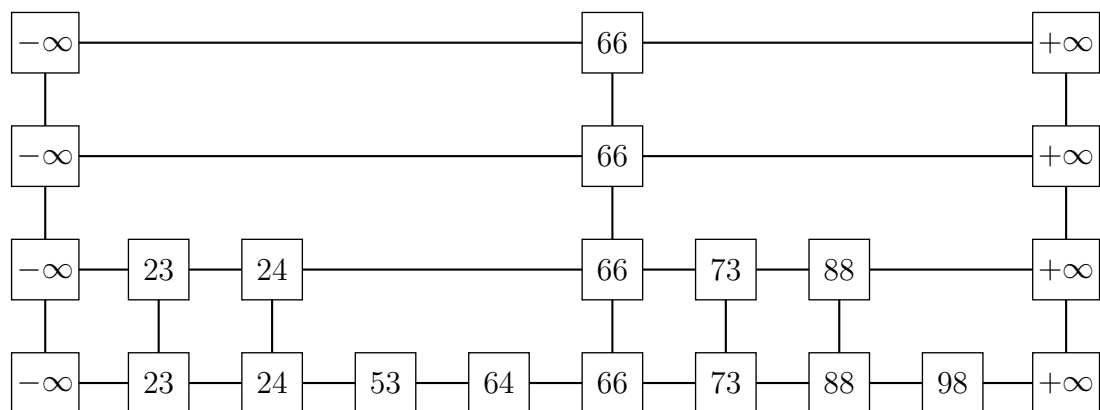 −∞ 66 +∞
−∞ 66 +∞
−∞ 23 24 66 73 88 +∞
−∞ 23 24 53 64 66 73 88 98 +∞